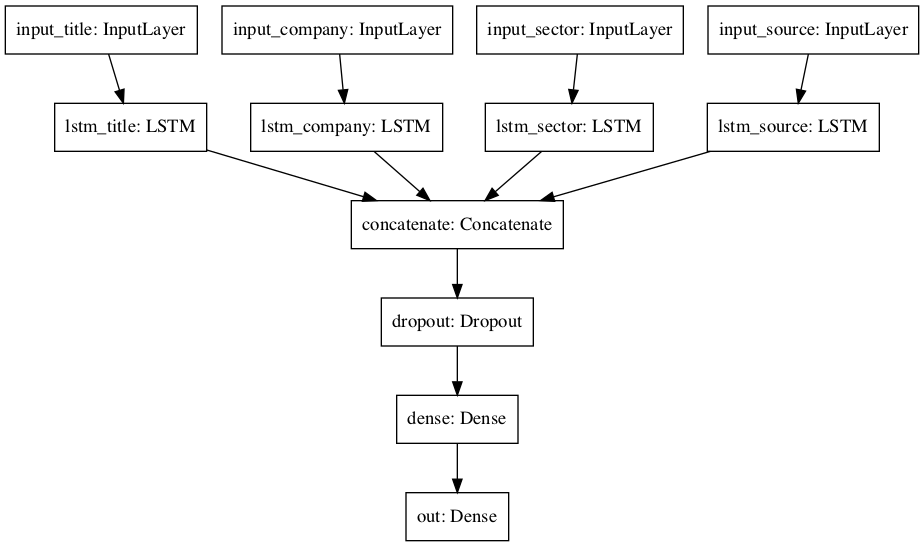 input_title: InputLayer
input_company: InputLayer
input_sector: InputLayer
input_source: InputLayer
lstm_title: LSTM
lstm_company: LSTM
lstm_sector: LSTM
lstm_source: LSTM
concatenate: Concatenate
dropout: Dropout
dense: Dense
out: Dense